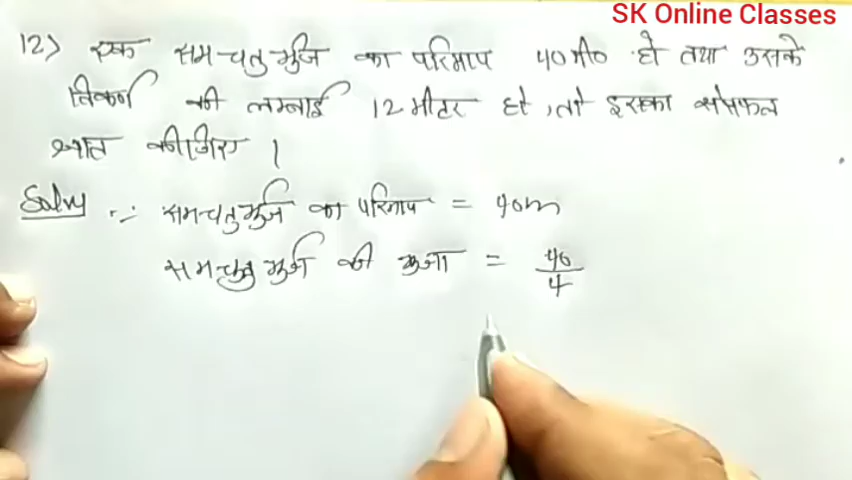 SK Online Classes
12) एक समचतुर्भुज का परिमाप 40मी० हो तथा उसके
विकर्ण की लम्बाई 12 मीटर हो, तो इसका क्षेत्रफल
ज्ञात कीजिए।
Solve ∵ समचतुर्भुज का परिमाप = 40m
समचतुर्भुज की भुजा = 40/4